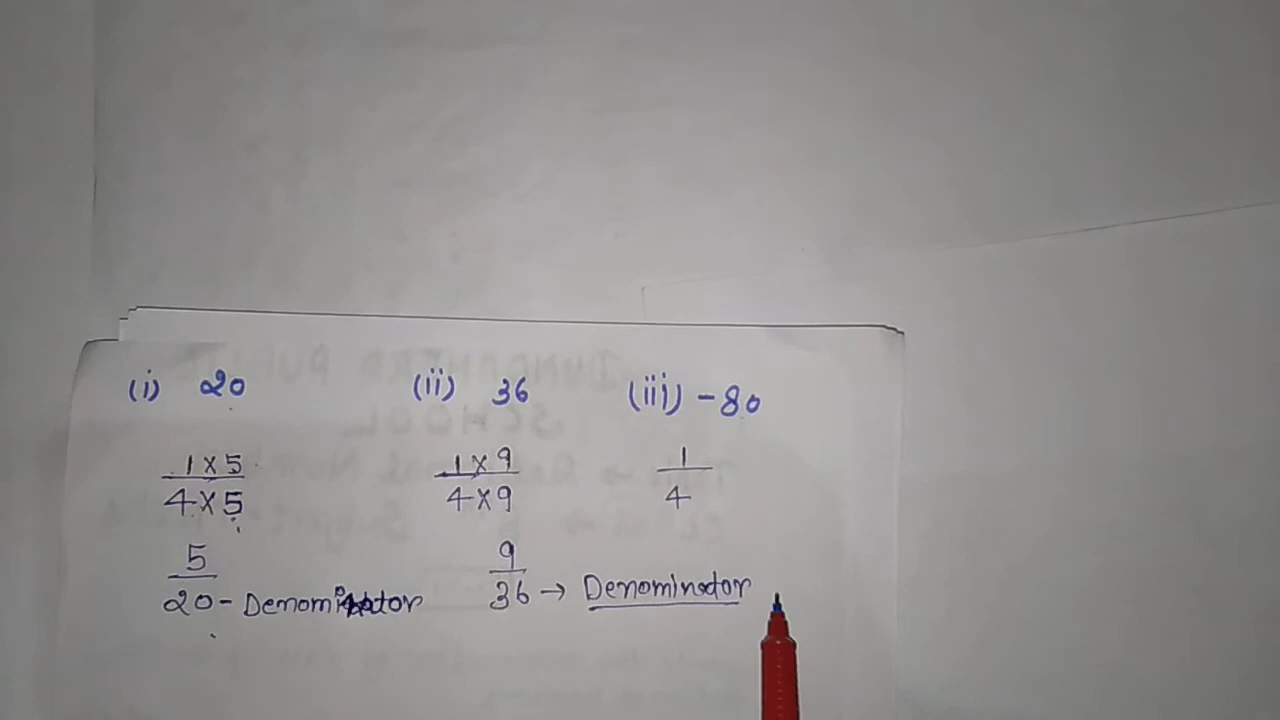 (i) 20 (ii) 36 (iii) -80
1×5 1×9 1
4×5 4×9 4
5 9
20 - Denominator 36 → Denominator